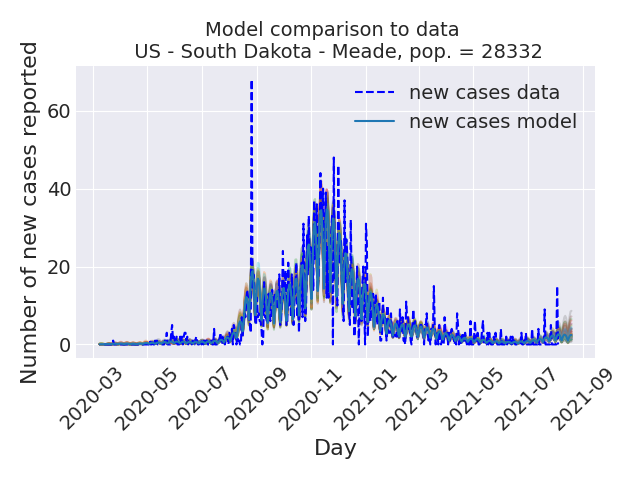 Model comparison to data
US - South Dakota - Meade, pop. = 28332
new cases data
new cases model
Number of new cases reported
60
40
20
0
2020-03
2020-05
2020-07
2020-09
2020-11
2021-01
2021-03
2021-05
2021-07
2021-09
Day